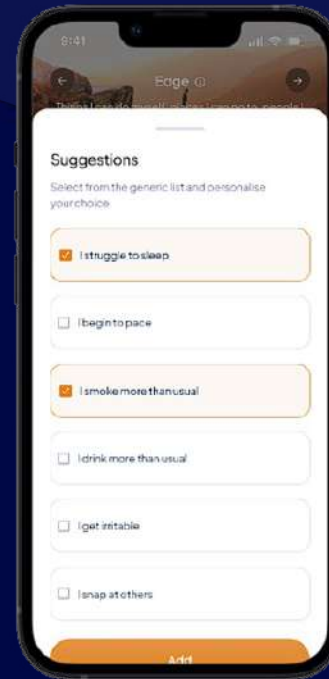 9:41
Edge
Suggestions
Select from the generic list and personalise
your choice
I struggle to sleep
I begin to pace
I smoke more than usual
I drink more than usual
I get irritable
I snap at others
Add